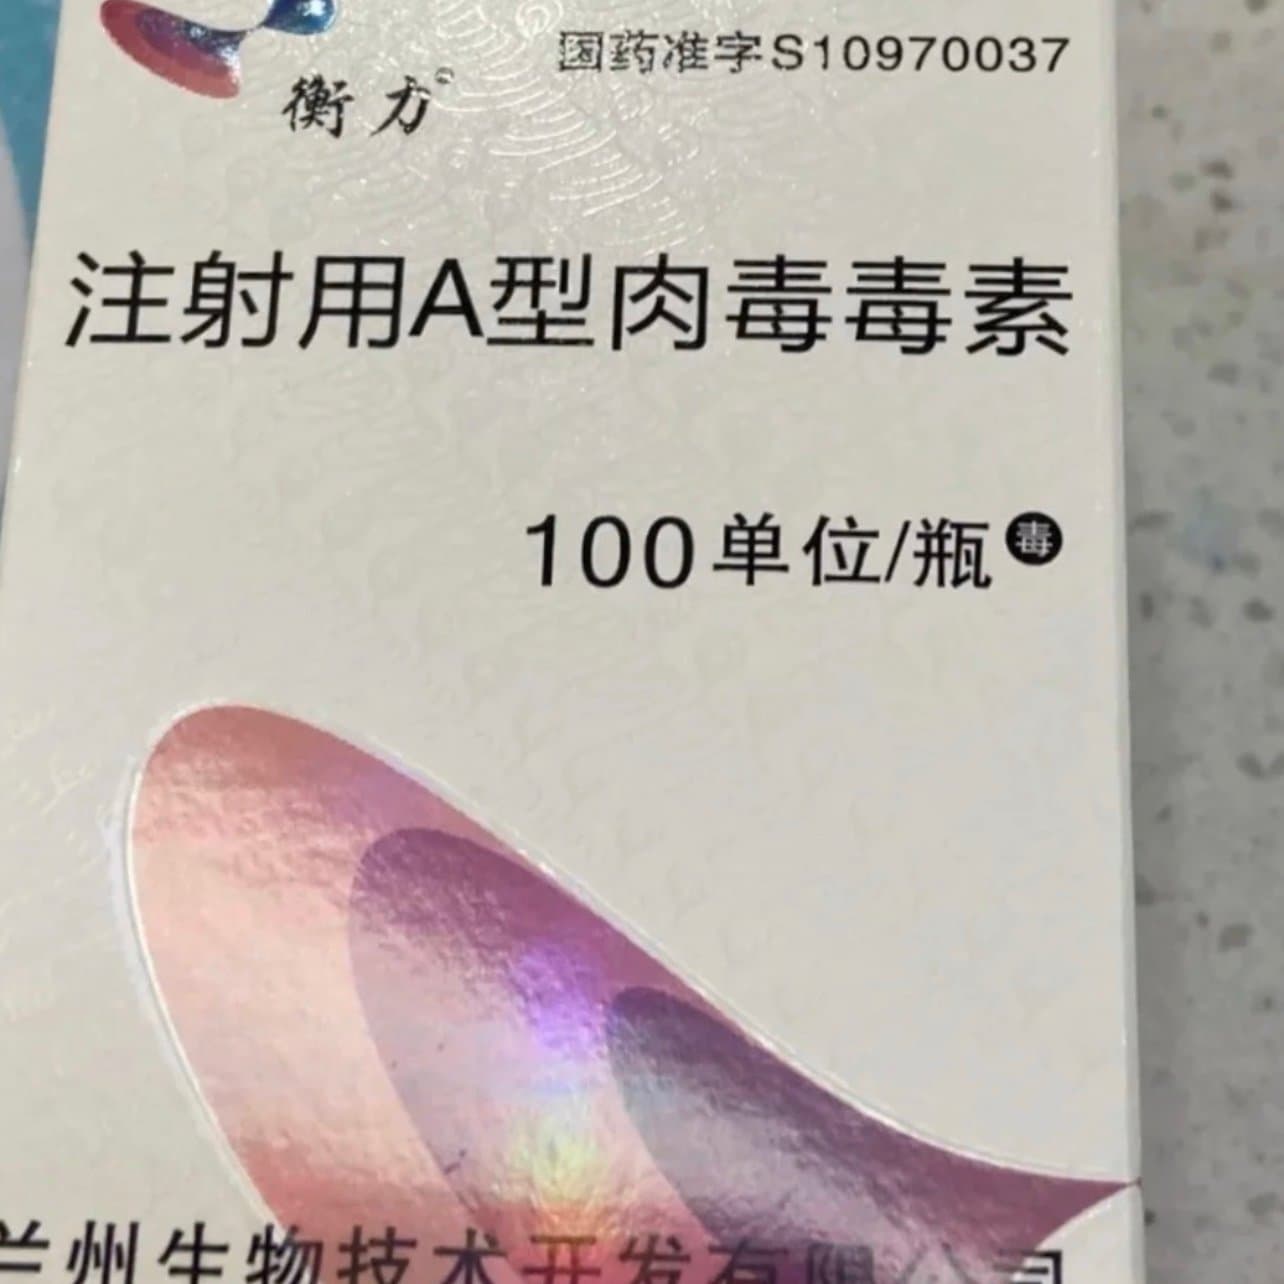 国药准字S10970037
衡力®
注射用A型肉毒毒素
100单位/瓶 毒
兰州生物技术开发有限公司